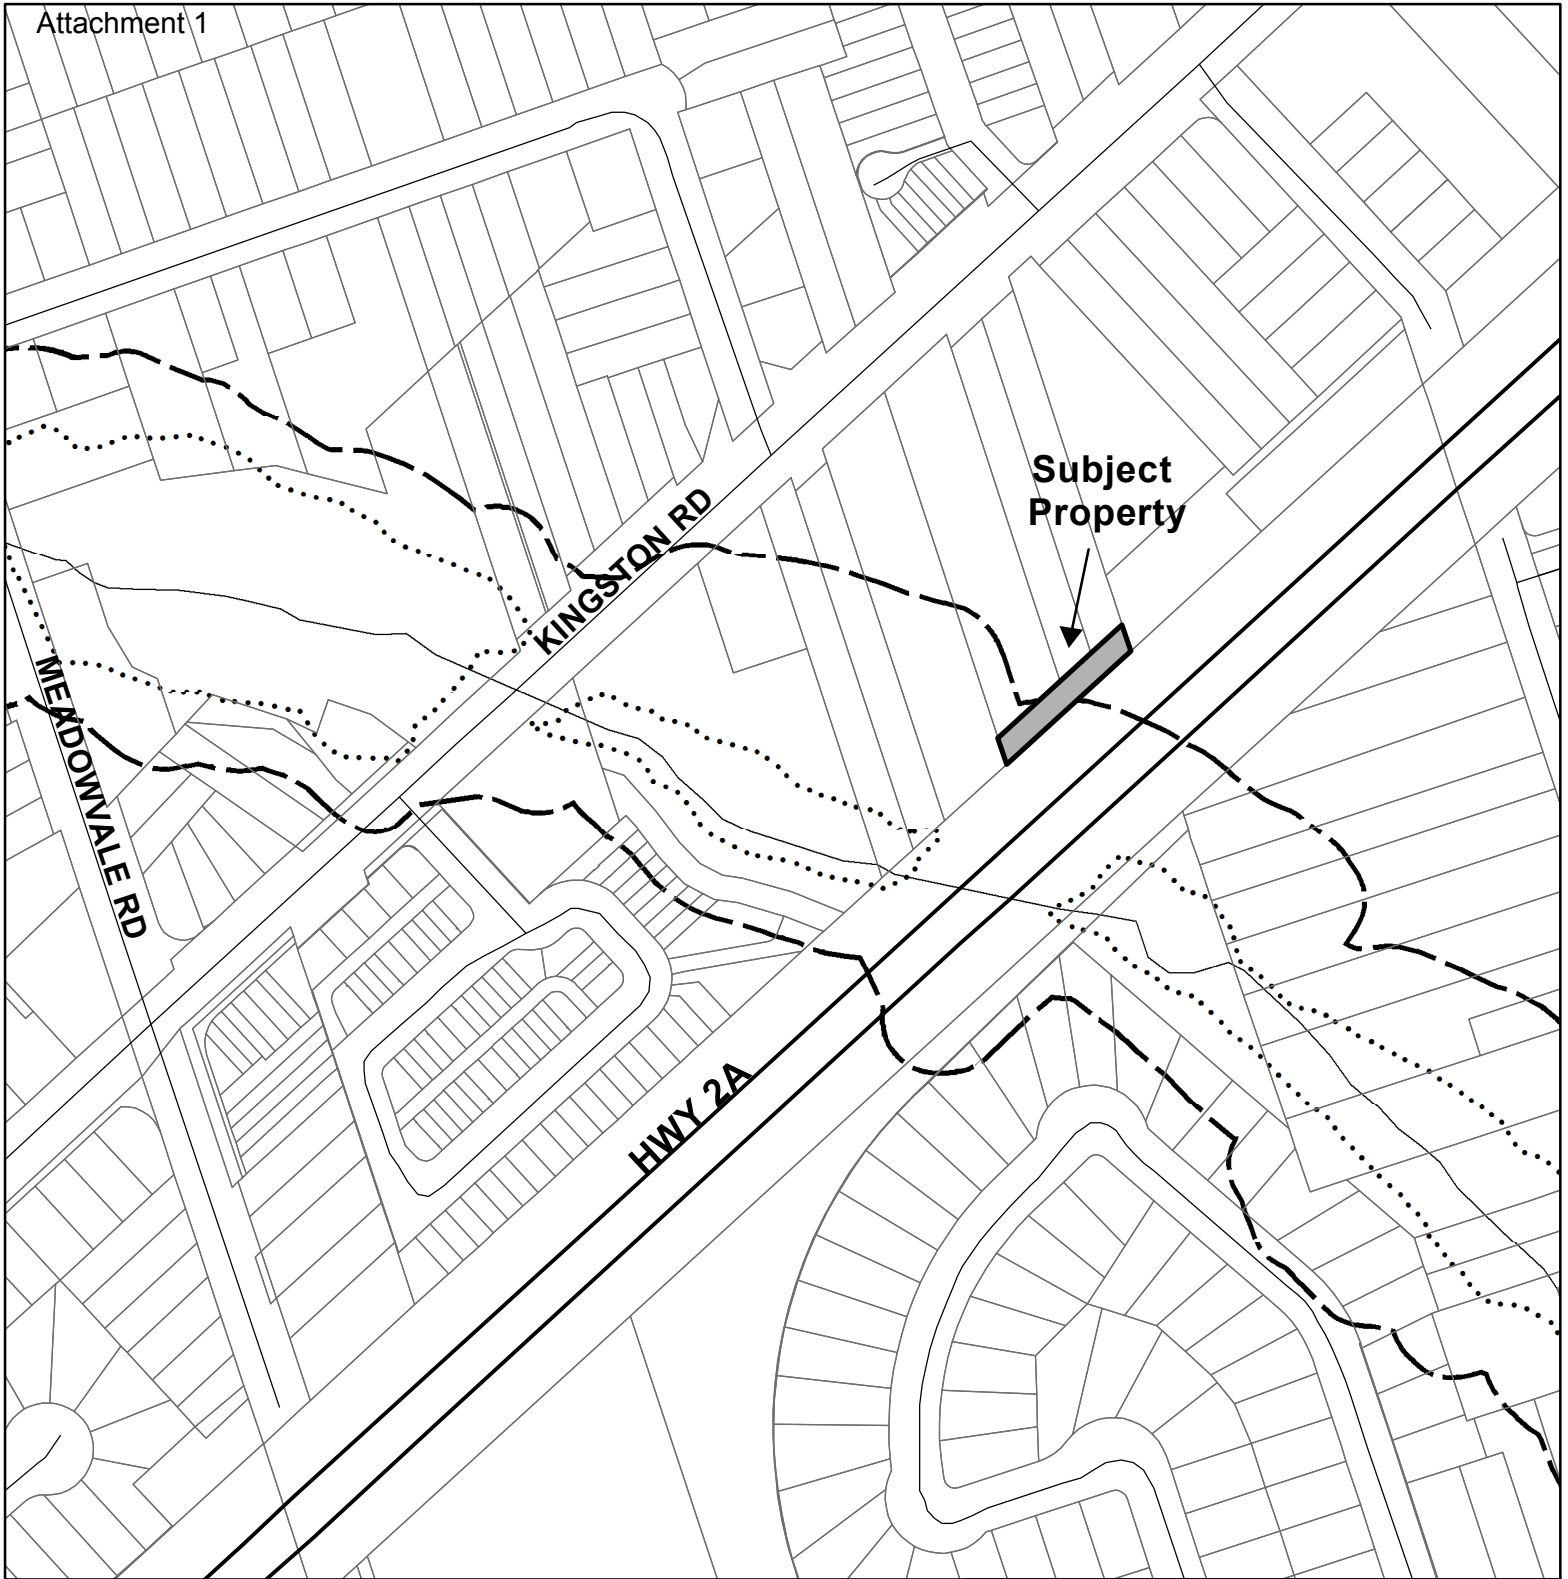 Attachment 1
Subject
Property
KINGSTON RD
MEADOWVALE RD
HWY 2A